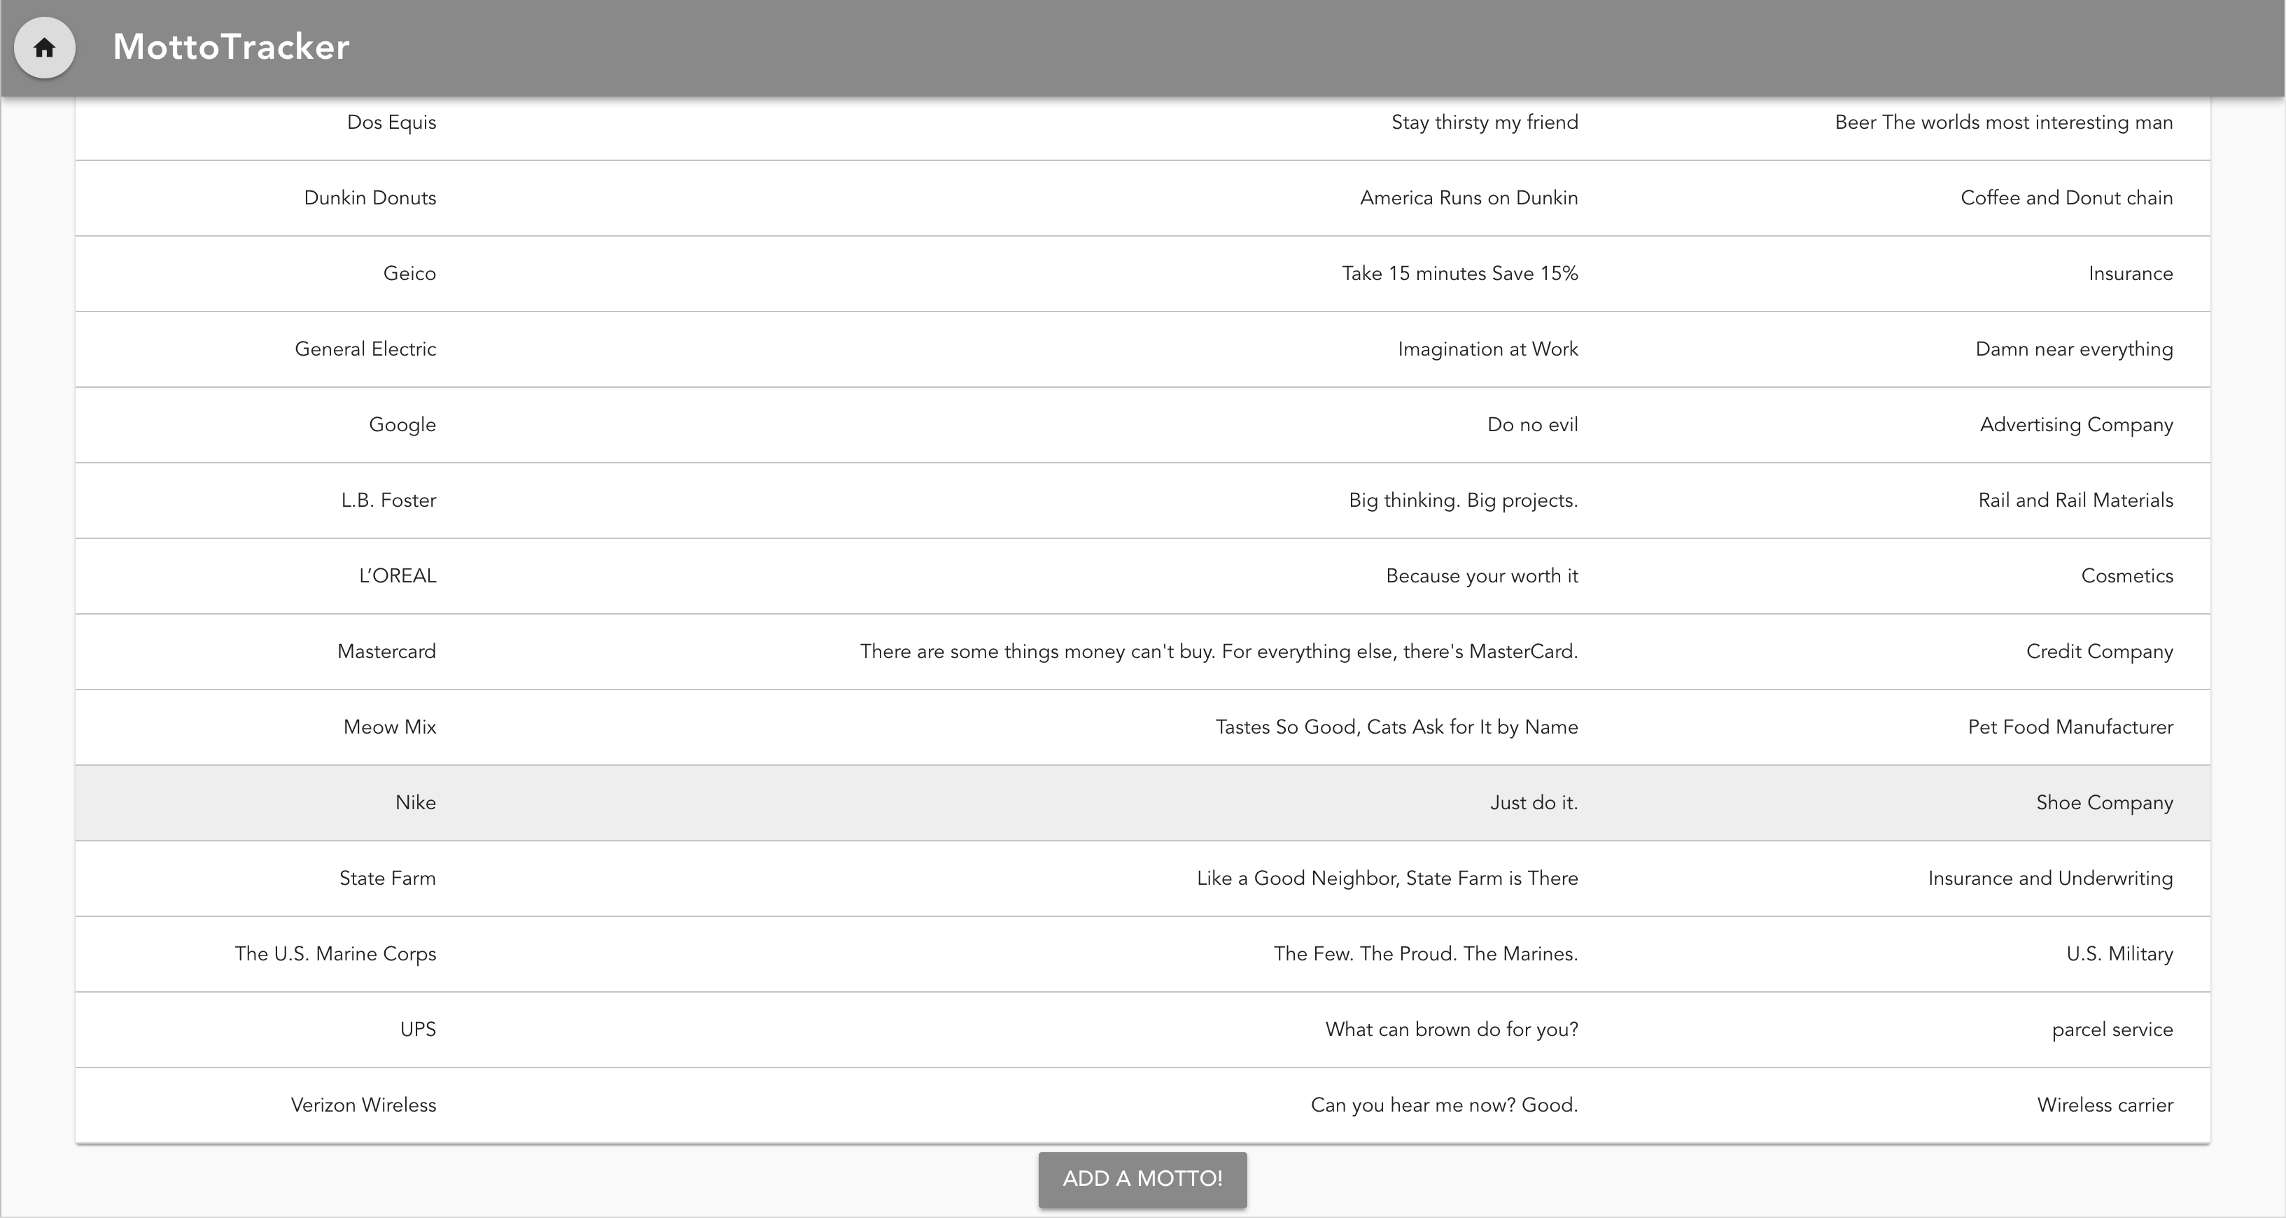 MottoTracker
Dos Equis Stay thirsty my friend Beer The worlds most interesting man
Dunkin Donuts America Runs on Dunkin Coffee and Donut chain
Geico Take 15 minutes Save 15% Insurance
General Electric Imagination at Work Damn near everything
Google Do no evil Advertising Company
L.B. Foster Big thinking. Big projects. Rail and Rail Materials
L’OREAL Because your worth it Cosmetics
Mastercard There are some things money can't buy. For everything else, there's MasterCard. Credit Company
Meow Mix Tastes So Good, Cats Ask for It by Name Pet Food Manufacturer
Nike Just do it. Shoe Company
State Farm Like a Good Neighbor, State Farm is There Insurance and Underwriting
The U.S. Marine Corps The Few. The Proud. The Marines. U.S. Military
UPS What can brown do for you? parcel service
Verizon Wireless Can you hear me now? Good. Wireless carrier
ADD A MOTTO!